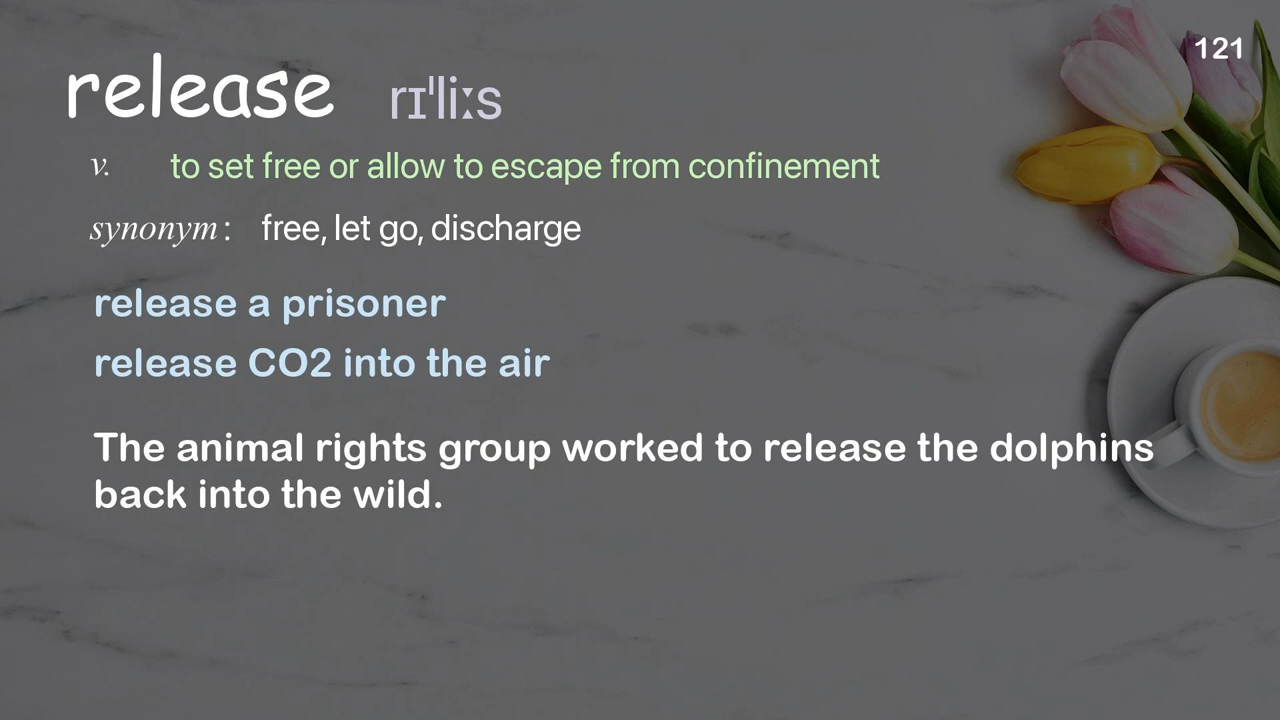 121
release rɪˈliːs
v. to set free or allow to escape from confinement
synonym : free, let go, discharge
release a prisoner
release CO2 into the air
The animal rights group worked to release the dolphins
back into the wild.